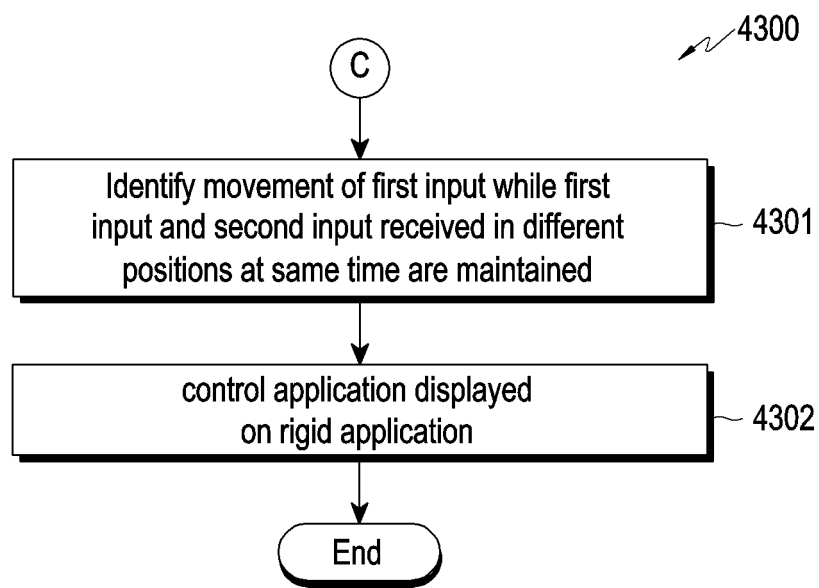 4300
C
Identify movement of first input while first
input and second input received in different
positions at same time are maintained
4301
control application displayed
on rigid application
4302
End